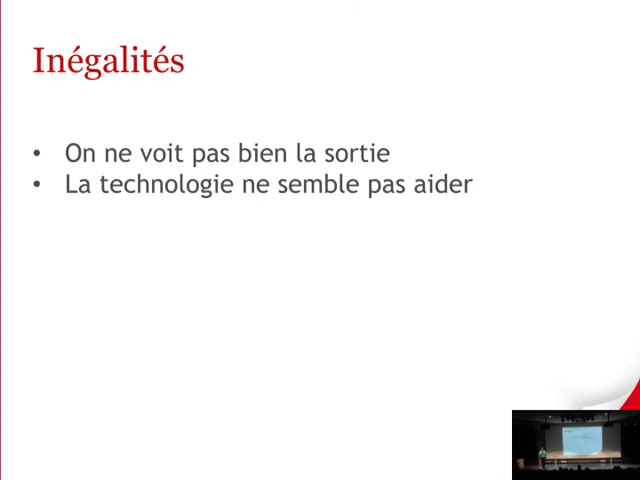 Inégalités
• On ne voit pas bien la sortie
• La technologie ne semble pas aider